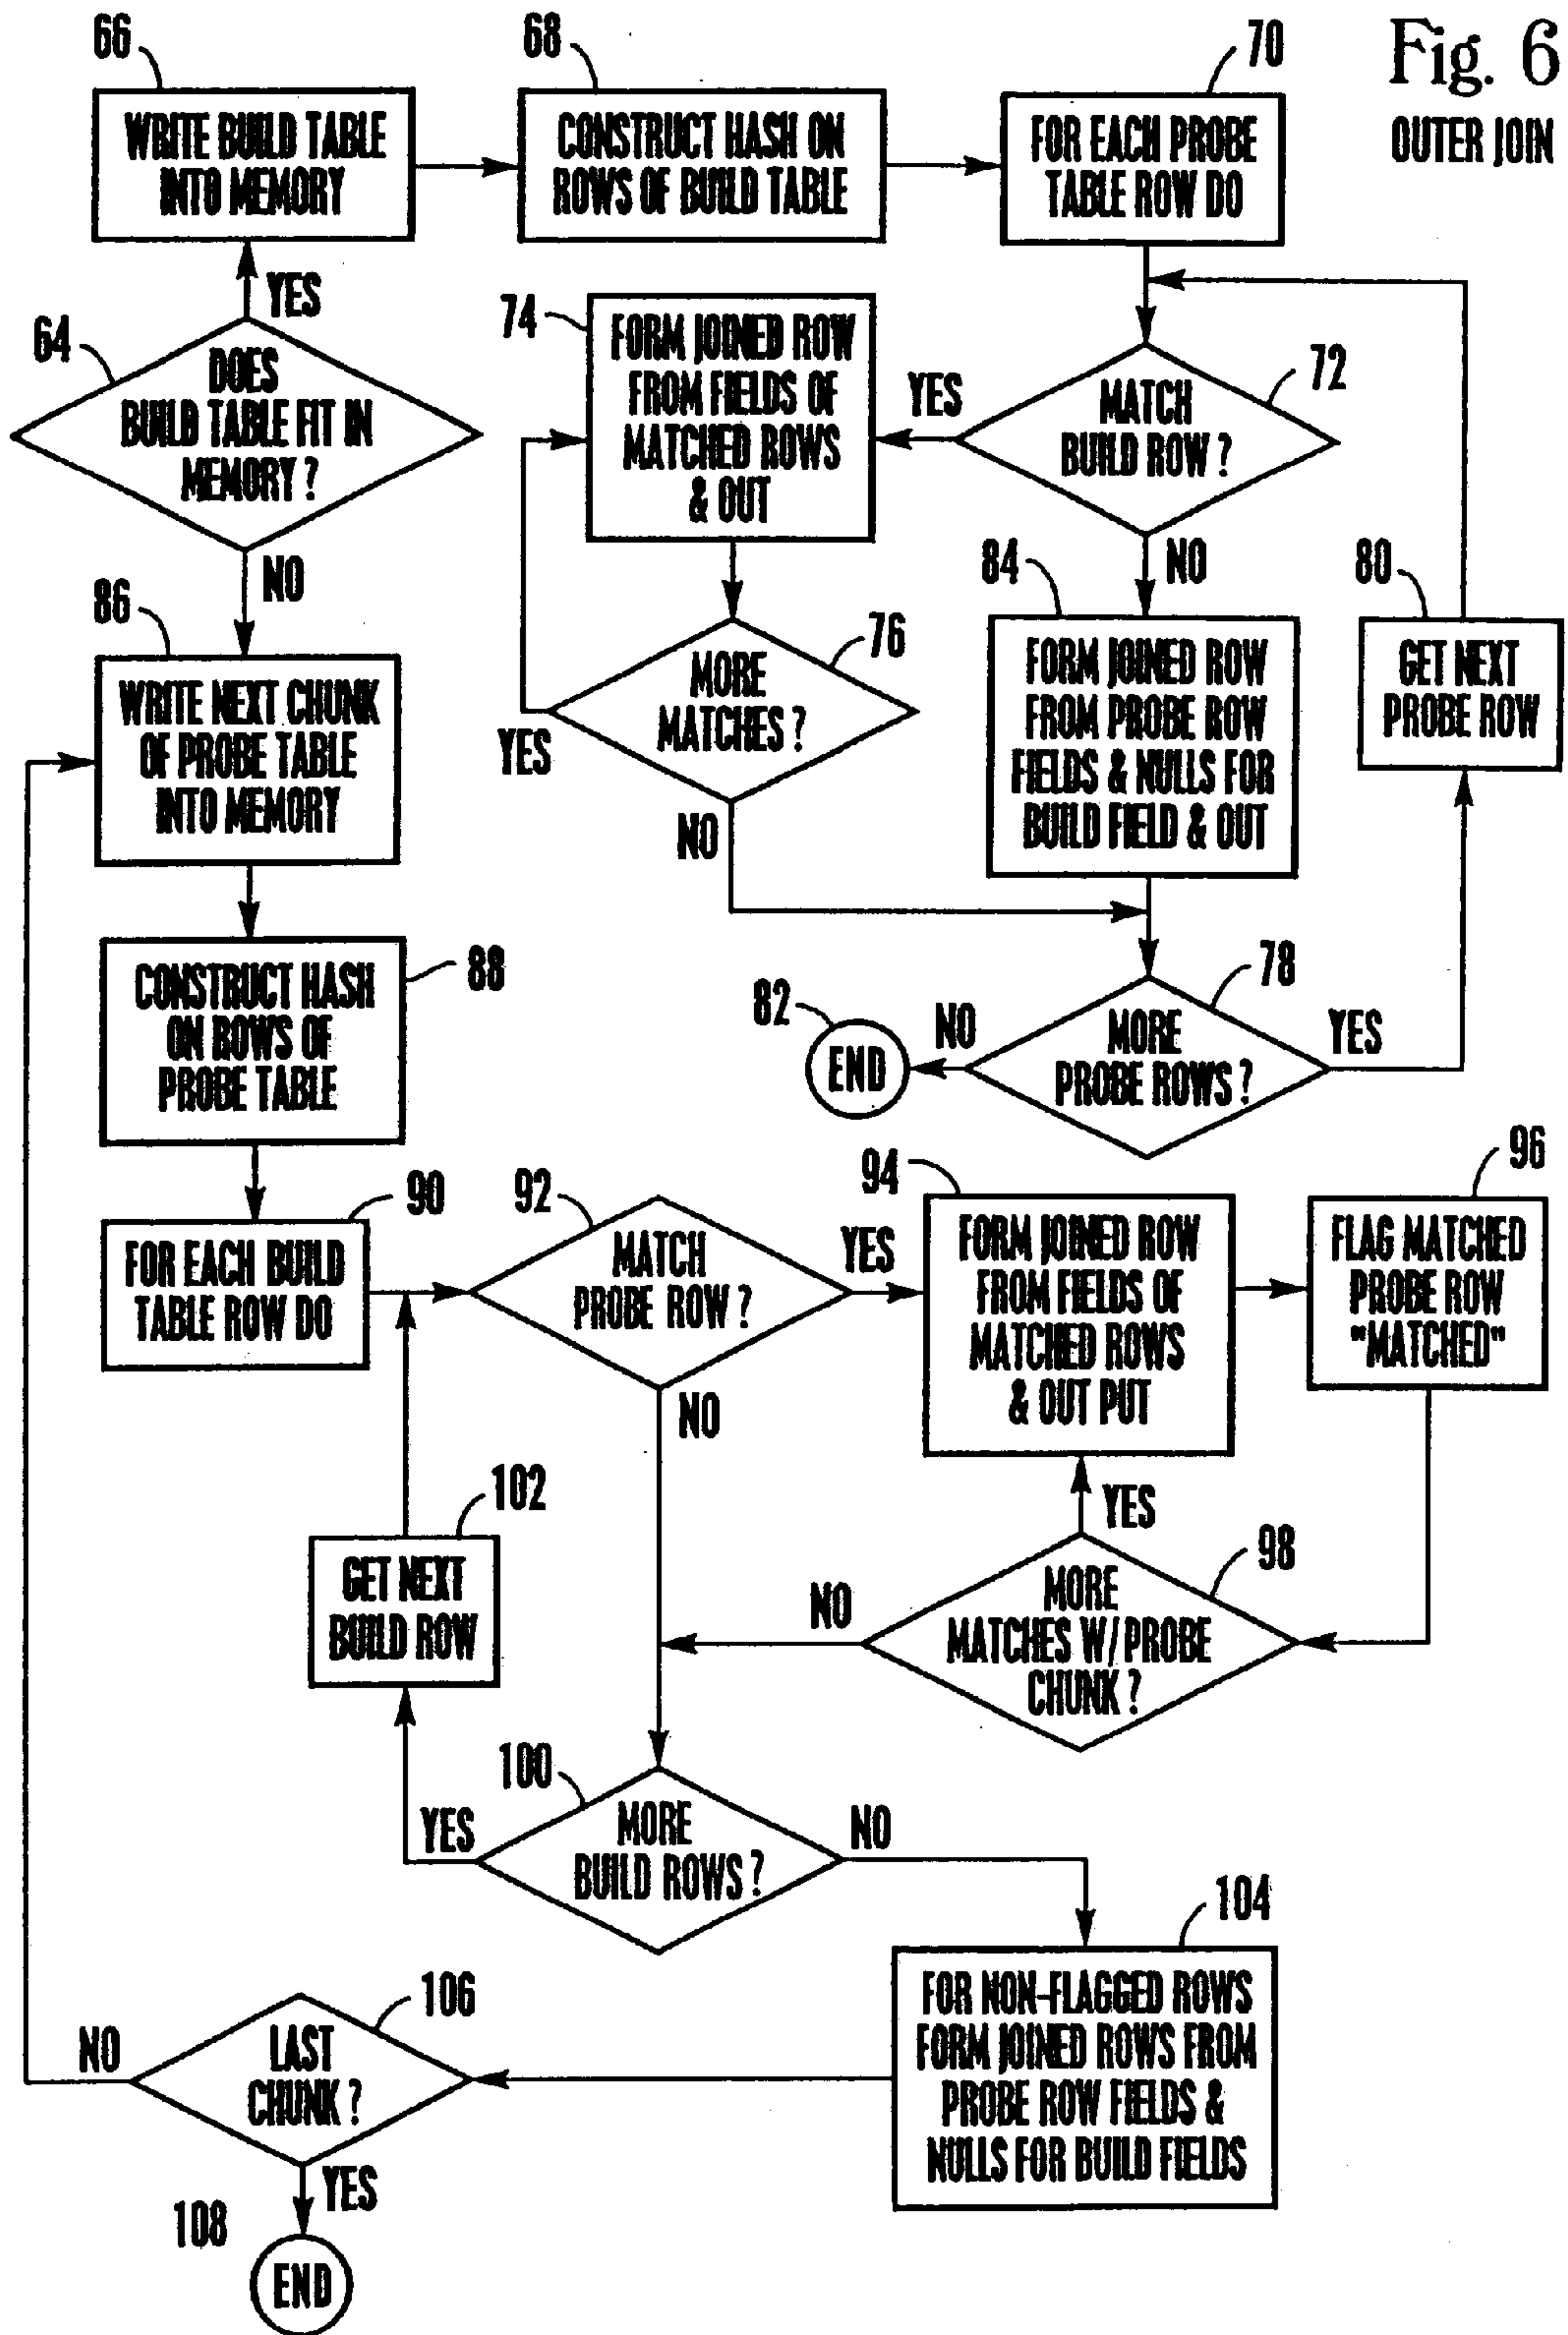 Fig. 6
OUTER JOIN
66
WRITE BUILD TABLE
INTO MEMORY
68
CONSTRUCT HASH ON
ROWS OF BUILD TABLE
70
FOR EACH PROBE
TABLE ROW DO
YES
64
DOES
BUILD TABLE FIT IN
MEMORY ?
NO
74
FORM JOINED ROW
FROM FIELDS OF
MATCHED ROWS
& OUT
YES
72
MATCH
BUILD ROW ?
NO
76
MORE
MATCHES ?
YES
NO
84
FORM JOINED ROW
FROM PROBE ROW
FIELDS & NULLS FOR
BUILD FIELD & OUT
80
GET NEXT
PROBE ROW
86
WRITE NEXT CHUNK
OF PROBE TABLE
INTO MEMORY
88
CONSTRUCT HASH
ON ROWS OF
PROBE TABLE
82
END
NO
78
MORE
PROBE ROWS ?
YES
90
FOR EACH BUILD
TABLE ROW DO
92
MATCH
PROBE ROW ?
YES
NO
94
FORM JOINED ROW
FROM FIELDS OF
MATCHED ROWS
& OUT PUT
96
FLAG MATCHED
PROBE ROW
"MATCHED"
102
GET NEXT
BUILD ROW
YES
98
MORE
MATCHES W/ PROBE
CHUNK ?
NO
100
MORE
BUILD ROWS ?
YES
NO
104
FOR NON-FLAGGED ROWS
FORM JOINED ROWS FROM
PROBE ROW FIELDS &
NULLS FOR BUILD FIELDS
106
LAST
CHUNK ?
NO
YES
108
END